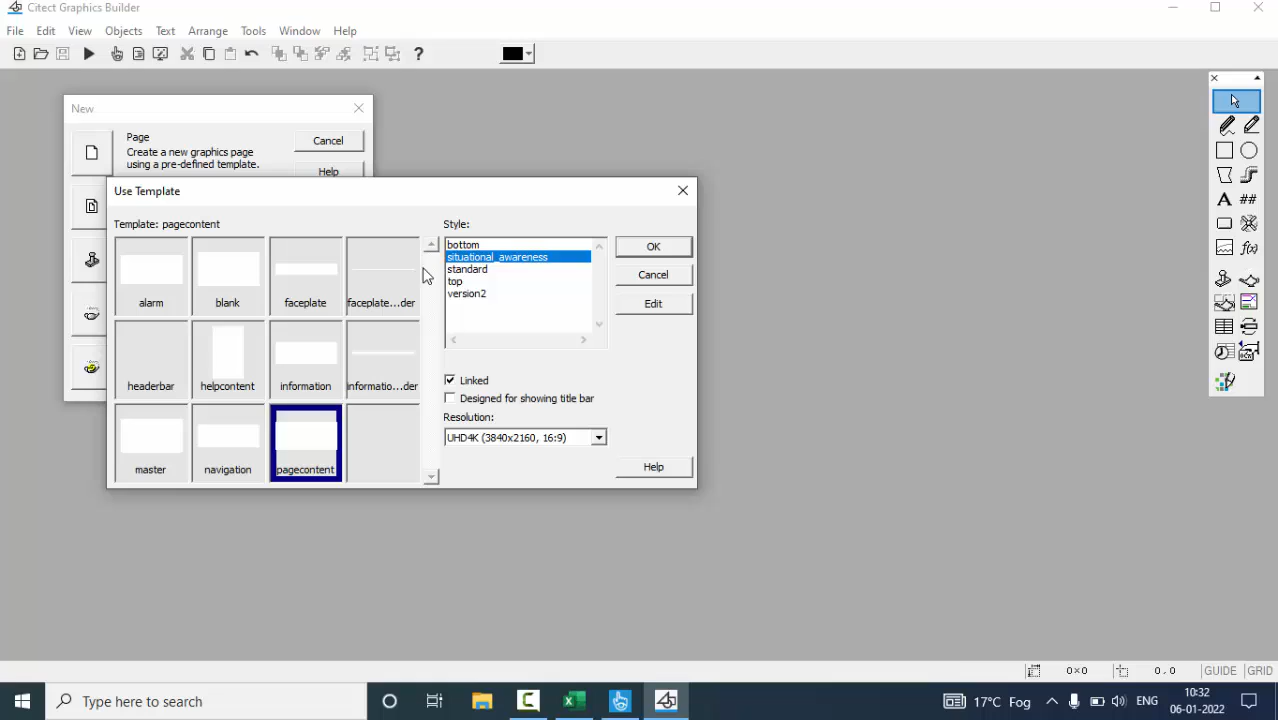 Citect Graphics Builder
File Edit View Objects Text Arrange Tools Window Help
New
Page
Create a new graphics page
using a pre-defined template.
Cancel
Help
Use Template
Template: pagecontent
alarm blank faceplate faceplate...der
headerbar helpcontent information informatio...der
master navigation pagecontent
Style:
bottom
situational_awareness
standard
top
version2
OK
Cancel
Edit
Linked
Designed for showing title bar
Resolution:
UHD4K (3840x2160, 16:9)
Help
A ##
f(x)
0×0 0,0 GUIDE GRID
Type here to search
17°C Fog
ENG
10:32
06-01-2022